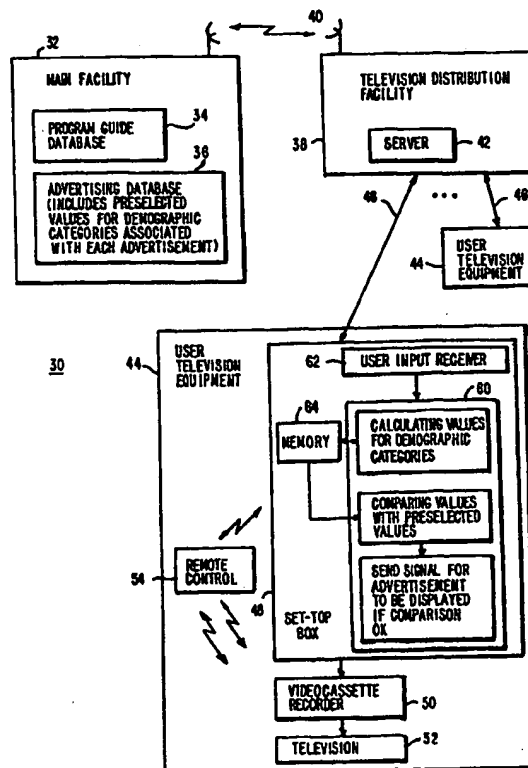 40
32
MAIN FACILITY
34
PROGRAM GUIDE
DATABASE
36
ADVERTISING DATABASE
(INCLUDES PRESELECTED
VALUES FOR DEMOGRAPHIC
CATEGORIES ASSOCIATED
WITH EACH ADVERTISEMENT)
TELEVISION DISTRIBUTION
FACILITY
38
SERVER
42
46
...
46
44
USER
TELEVISION
EQUIPMENT
30
44
USER
TELEVISION
EQUIPMENT
62
USER INPUT RECEIVER
60
64
MEMORY
CALCULATING VALUES
FOR DEMOGRAPHIC
CATEGORIES
COMPARING VALUES
WITH PRESELECTED
VALUES
SEND SIGNAL FOR
ADVERTISEMENT
TO BE DISPLAYED
IF COMPARISON
OK
REMOTE
CONTROL
54
48
SET-TOP
BOX
VIDEOCASSETTE
RECORDER
50
TELEVISION
52